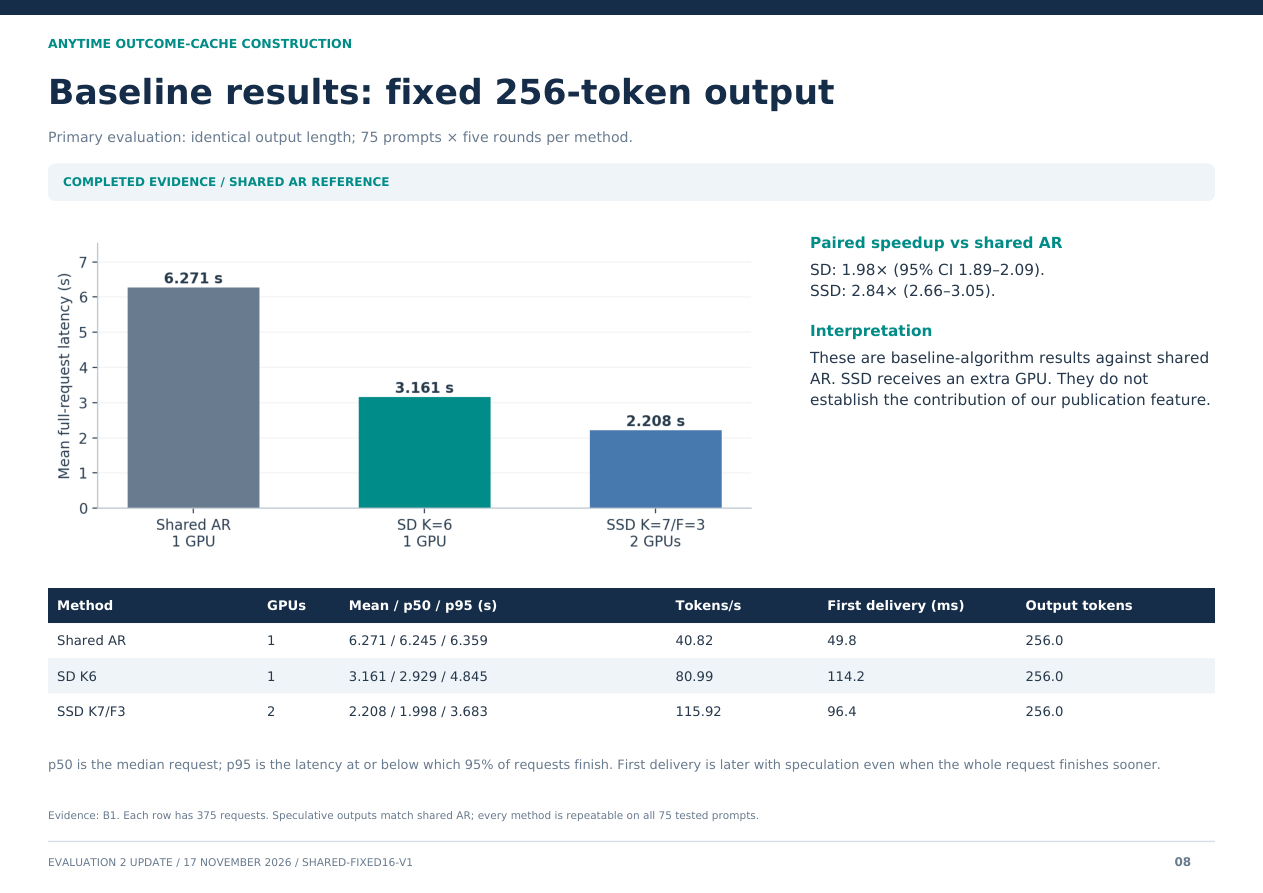 ANYTIME OUTCOME-CACHE CONSTRUCTION
Baseline results: fixed 256-token output
Primary evaluation: identical output length; 75 prompts × five rounds per method.
COMPLETED EVIDENCE / SHARED AR REFERENCE
Mean full-request latency (s)
7
6
5
4
3
2
1
0
6.271 s
3.161 s
2.208 s
Shared AR
1 GPU
SD K=6
1 GPU
SSD K=7/F=3
2 GPUs
Paired speedup vs shared AR
SD: 1.98× (95% CI 1.89–2.09).
SSD: 2.84× (2.66–3.05).
Interpretation
These are baseline-algorithm results against shared
AR. SSD receives an extra GPU. They do not
establish the contribution of our publication feature.
Method GPUs Mean / p50 / p95 (s) Tokens/s First delivery (ms) Output tokens
Shared AR 1 6.271 / 6.245 / 6.359 40.82 49.8 256.0
SD K6 1 3.161 / 2.929 / 4.845 80.99 114.2 256.0
SSD K7/F3 2 2.208 / 1.998 / 3.683 115.92 96.4 256.0
p50 is the median request; p95 is the latency at or below which 95% of requests finish. First delivery is later with speculation even when the whole request finishes sooner.
Evidence: B1. Each row has 375 requests. Speculative outputs match shared AR; every method is repeatable on all 75 tested prompts.
EVALUATION 2 UPDATE / 17 NOVEMBER 2026 / SHARED-FIXED16-V1
08